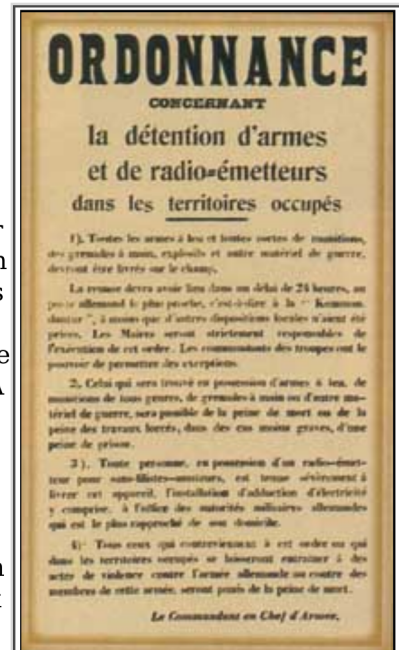 ORDONNANCE
CONCERNANT
la détention d'armes
et de radio-émetteurs
dans les territoires occupés
1). Toutes les armes à feu et toutes sortes de munitions,
des grenades à main, explosifs et autre matériel de guerre,
devront être livrés sur le champ.
La remise devra avoir lieu dans un délai de 24 heures, au
poste allemand le plus proche, c'est-à-dire à la " Komman-
dantur ", à moins que d'autres dispositions locales n'aient été
prises. Les Maires seront strictement responsables de
l'exécution de cet ordre. Les commandants des troupes ont le
pouvoir de permettre des exceptions.
2. Celui qui sera trouvé en possession d'armes à feu, de
munitions de tous genres, de grenades à main ou d'autre ma-
tériel de guerre, sera passible de la peine de mort ou de la
peine des travaux forcés, dans des cas moins graves, d'une
peine de prison.
3). Toute personne, en possession d'un radio-émet-
teur pour sans-filistes-amateurs, est tenue sévèrement à
livrer cet appareil, l'installation d'adduction d'électricité
y comprise, à l'office des autorités militaires allemandes
qui est le plus rapproché de son domicile.
4) Tous ceux qui contreviennent à cet ordre ou qui
dans les territoires occupés se laisseront entraîner à des
actes de violence contre l'armée allemande ou contre des
membres de cette armée, seront punis de la peine de mort.
Le Commandant en Chef d'Armee,